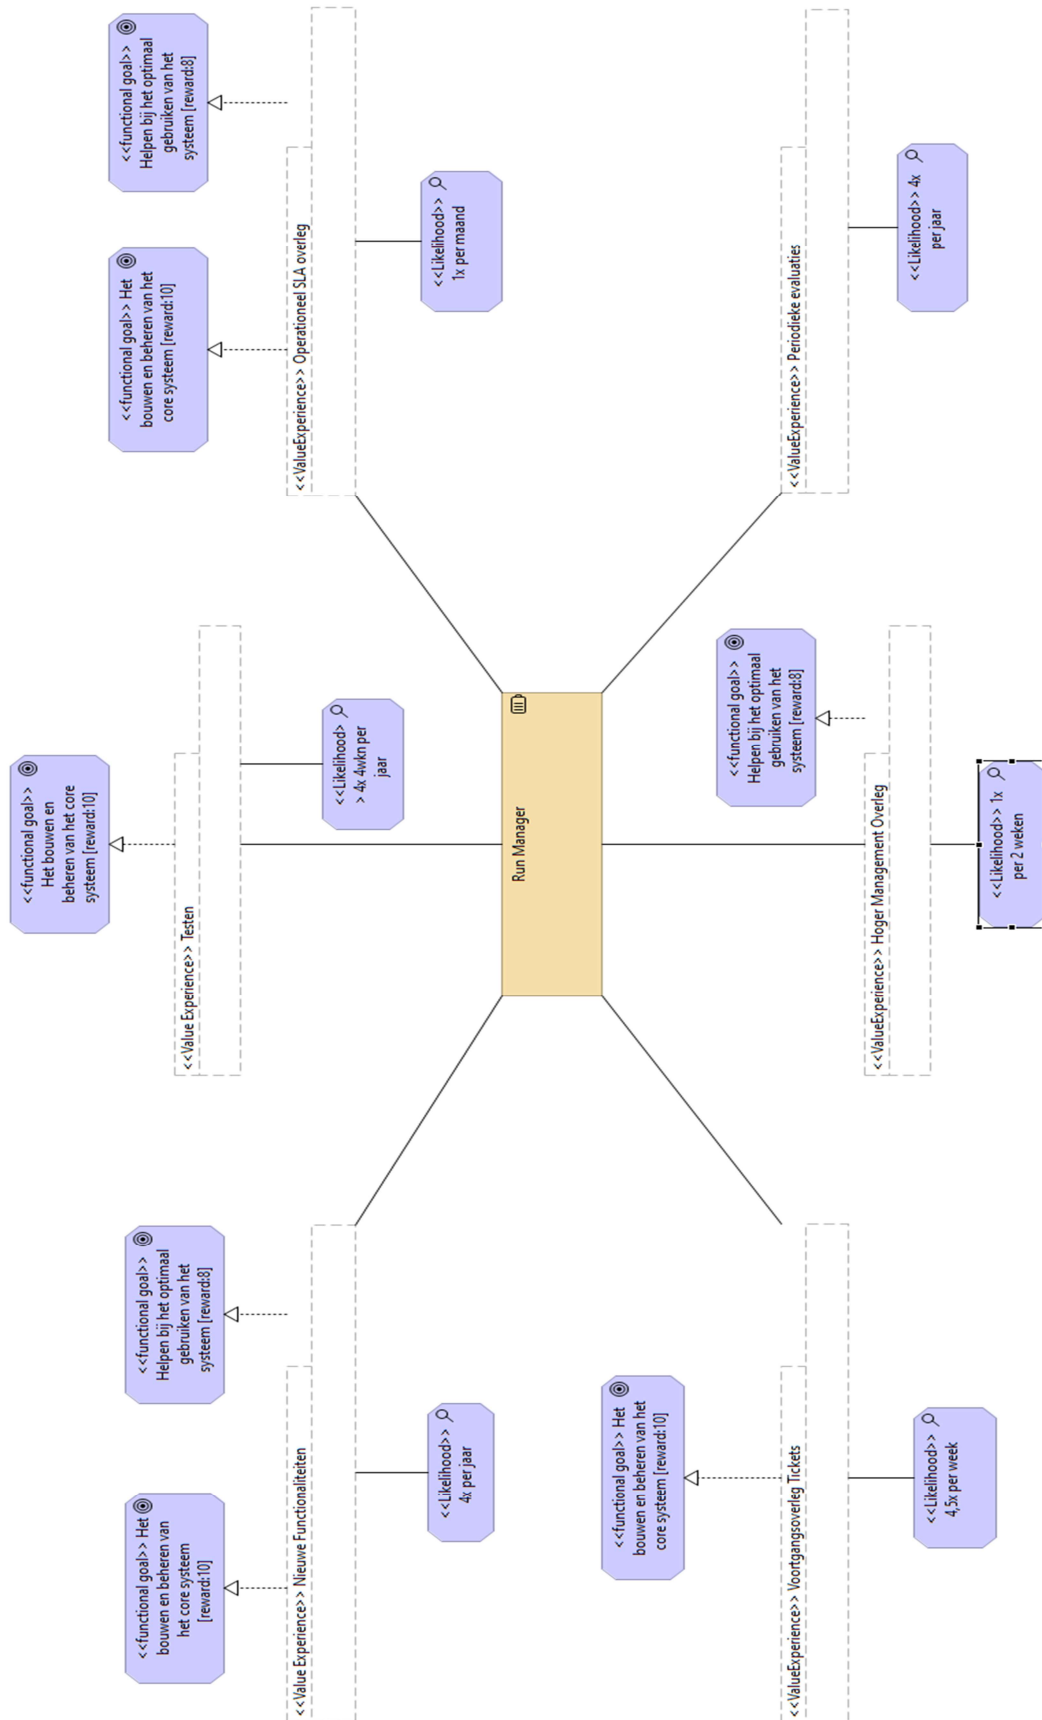 <<functional goal>> Het
bouwen en beheren van
het core systeem
[reward:10]
<<functional goal>>
Helpen bij het optimaal
gebruiken van het
systeem [reward:8]
<<Value Experience>> Nieuwe Functionaliteiten
<<Likelihood>>
4x per jaar
<<functional goal>>
Het bouwen en
beheren van het core
systeem [reward:10]
<<Value Experience>> Testen
<<Likelihood>
> 4x 4wkn per
jaar
<<functional goal>> Het
bouwen en beheren van het
core systeem [reward:10]
<<functional goal>>
Helpen bij het optimaal
gebruiken van het
systeem [reward:8]
<<ValueExperience>> Operationeel SLA overleg
<<Likelihood>>
1x per maand
Run Manager
<<functional goal>> Het
bouwen en beheren van het
core systeem [reward:10]
<<ValueExperience>> Voortgangsoverleg Tickets
<<Likelihood>>
4,5x per week
<<functional goal>>
Helpen bij het optimaal
gebruiken van het
systeem [reward:8]
<<ValueExperience>> Hoger Management Overleg
<<Likelihood>> 1x
per 2 weken
<<ValueExperience>> Periodieke evaluaties
<<Likelihood>> 4x
per jaar